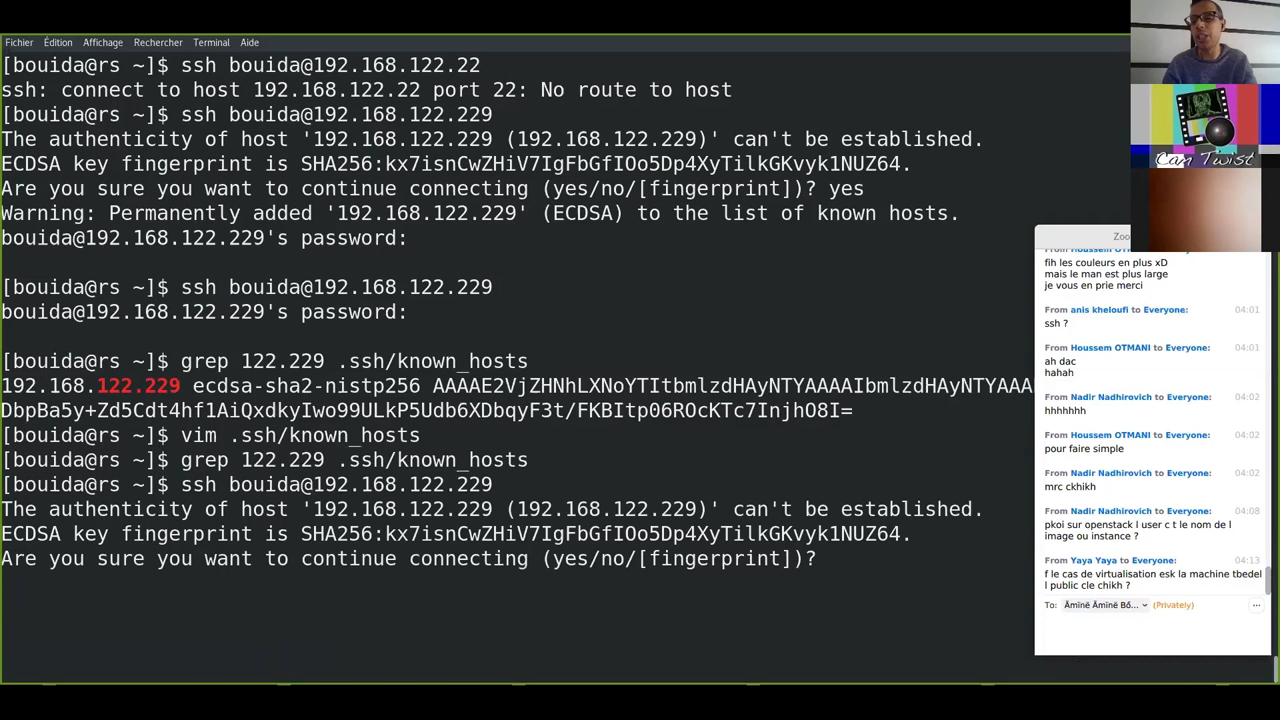 Fichier Édition Affichage Rechercher Terminal Aide
[bouida@rs ~]$ ssh bouida@192.168.122.22
ssh: connect to host 192.168.122.22 port 22: No route to host
[bouida@rs ~]$ ssh bouida@192.168.122.229
The authenticity of host '192.168.122.229 (192.168.122.229)' can't be established.
ECDSA key fingerprint is SHA256:kx7isnCwZHiV7IgFbGfIOo5Dp4XyTilkGKvyk1NUZ64.
Are you sure you want to continue connecting (yes/no/[fingerprint])? yes
Warning: Permanently added '192.168.122.229' (ECDSA) to the list of known hosts.
bouida@192.168.122.229's password:
[bouida@rs ~]$ ssh bouida@192.168.122.229
bouida@192.168.122.229's password:
[bouida@rs ~]$ grep 122.229 .ssh/known_hosts
192.168.122.229 ecdsa-sha2-nistp256 AAAAE2VjZHNhLXNoYTItbmlzdHAyNTYAAAAIbmlzdHAyNTYAAA
DbpBa5y+Zd5Cdt4hf1AiQxdkyIwo99ULkP5Udb6XDbqyF3t/FKBItp06ROcKTc7InjhO8I=
[bouida@rs ~]$ vim .ssh/known_hosts
[bouida@rs ~]$ grep 122.229 .ssh/known_hosts
[bouida@rs ~]$ ssh bouida@192.168.122.229
The authenticity of host '192.168.122.229 (192.168.122.229)' can't be established.
ECDSA key fingerprint is SHA256:kx7isnCwZHiV7IgFbGfIOo5Dp4XyTilkGKvyk1NUZ64.
Are you sure you want to continue connecting (yes/no/[fingerprint])?
Can Twist
Zoo
From Houssem OTMANI to Everyone:
fih les couleurs en plus xD
mais le man est plus large
je vous en prie merci
From anis kheloufi to Everyone: 04:01
ssh ?
From Houssem OTMANI to Everyone: 04:01
ah dac
hahah
From Nadir Nadhirovich to Everyone: 04:02
hhhhhhh
From Houssem OTMANI to Everyone: 04:02
pour faire simple
From Nadir Nadhirovich to Everyone: 04:02
mrc ckhikh
From Nadir Nadhirovich to Everyone: 04:08
pkoi sur openstack l user c t le nom de l
image ou instance ?
From Yaya Yaya to Everyone: 04:13
f le cas de virtualisation esk la machine tbedel
l public cle chikh ?
To: Ämïnë Ämïnë Bő... (Privately) ...